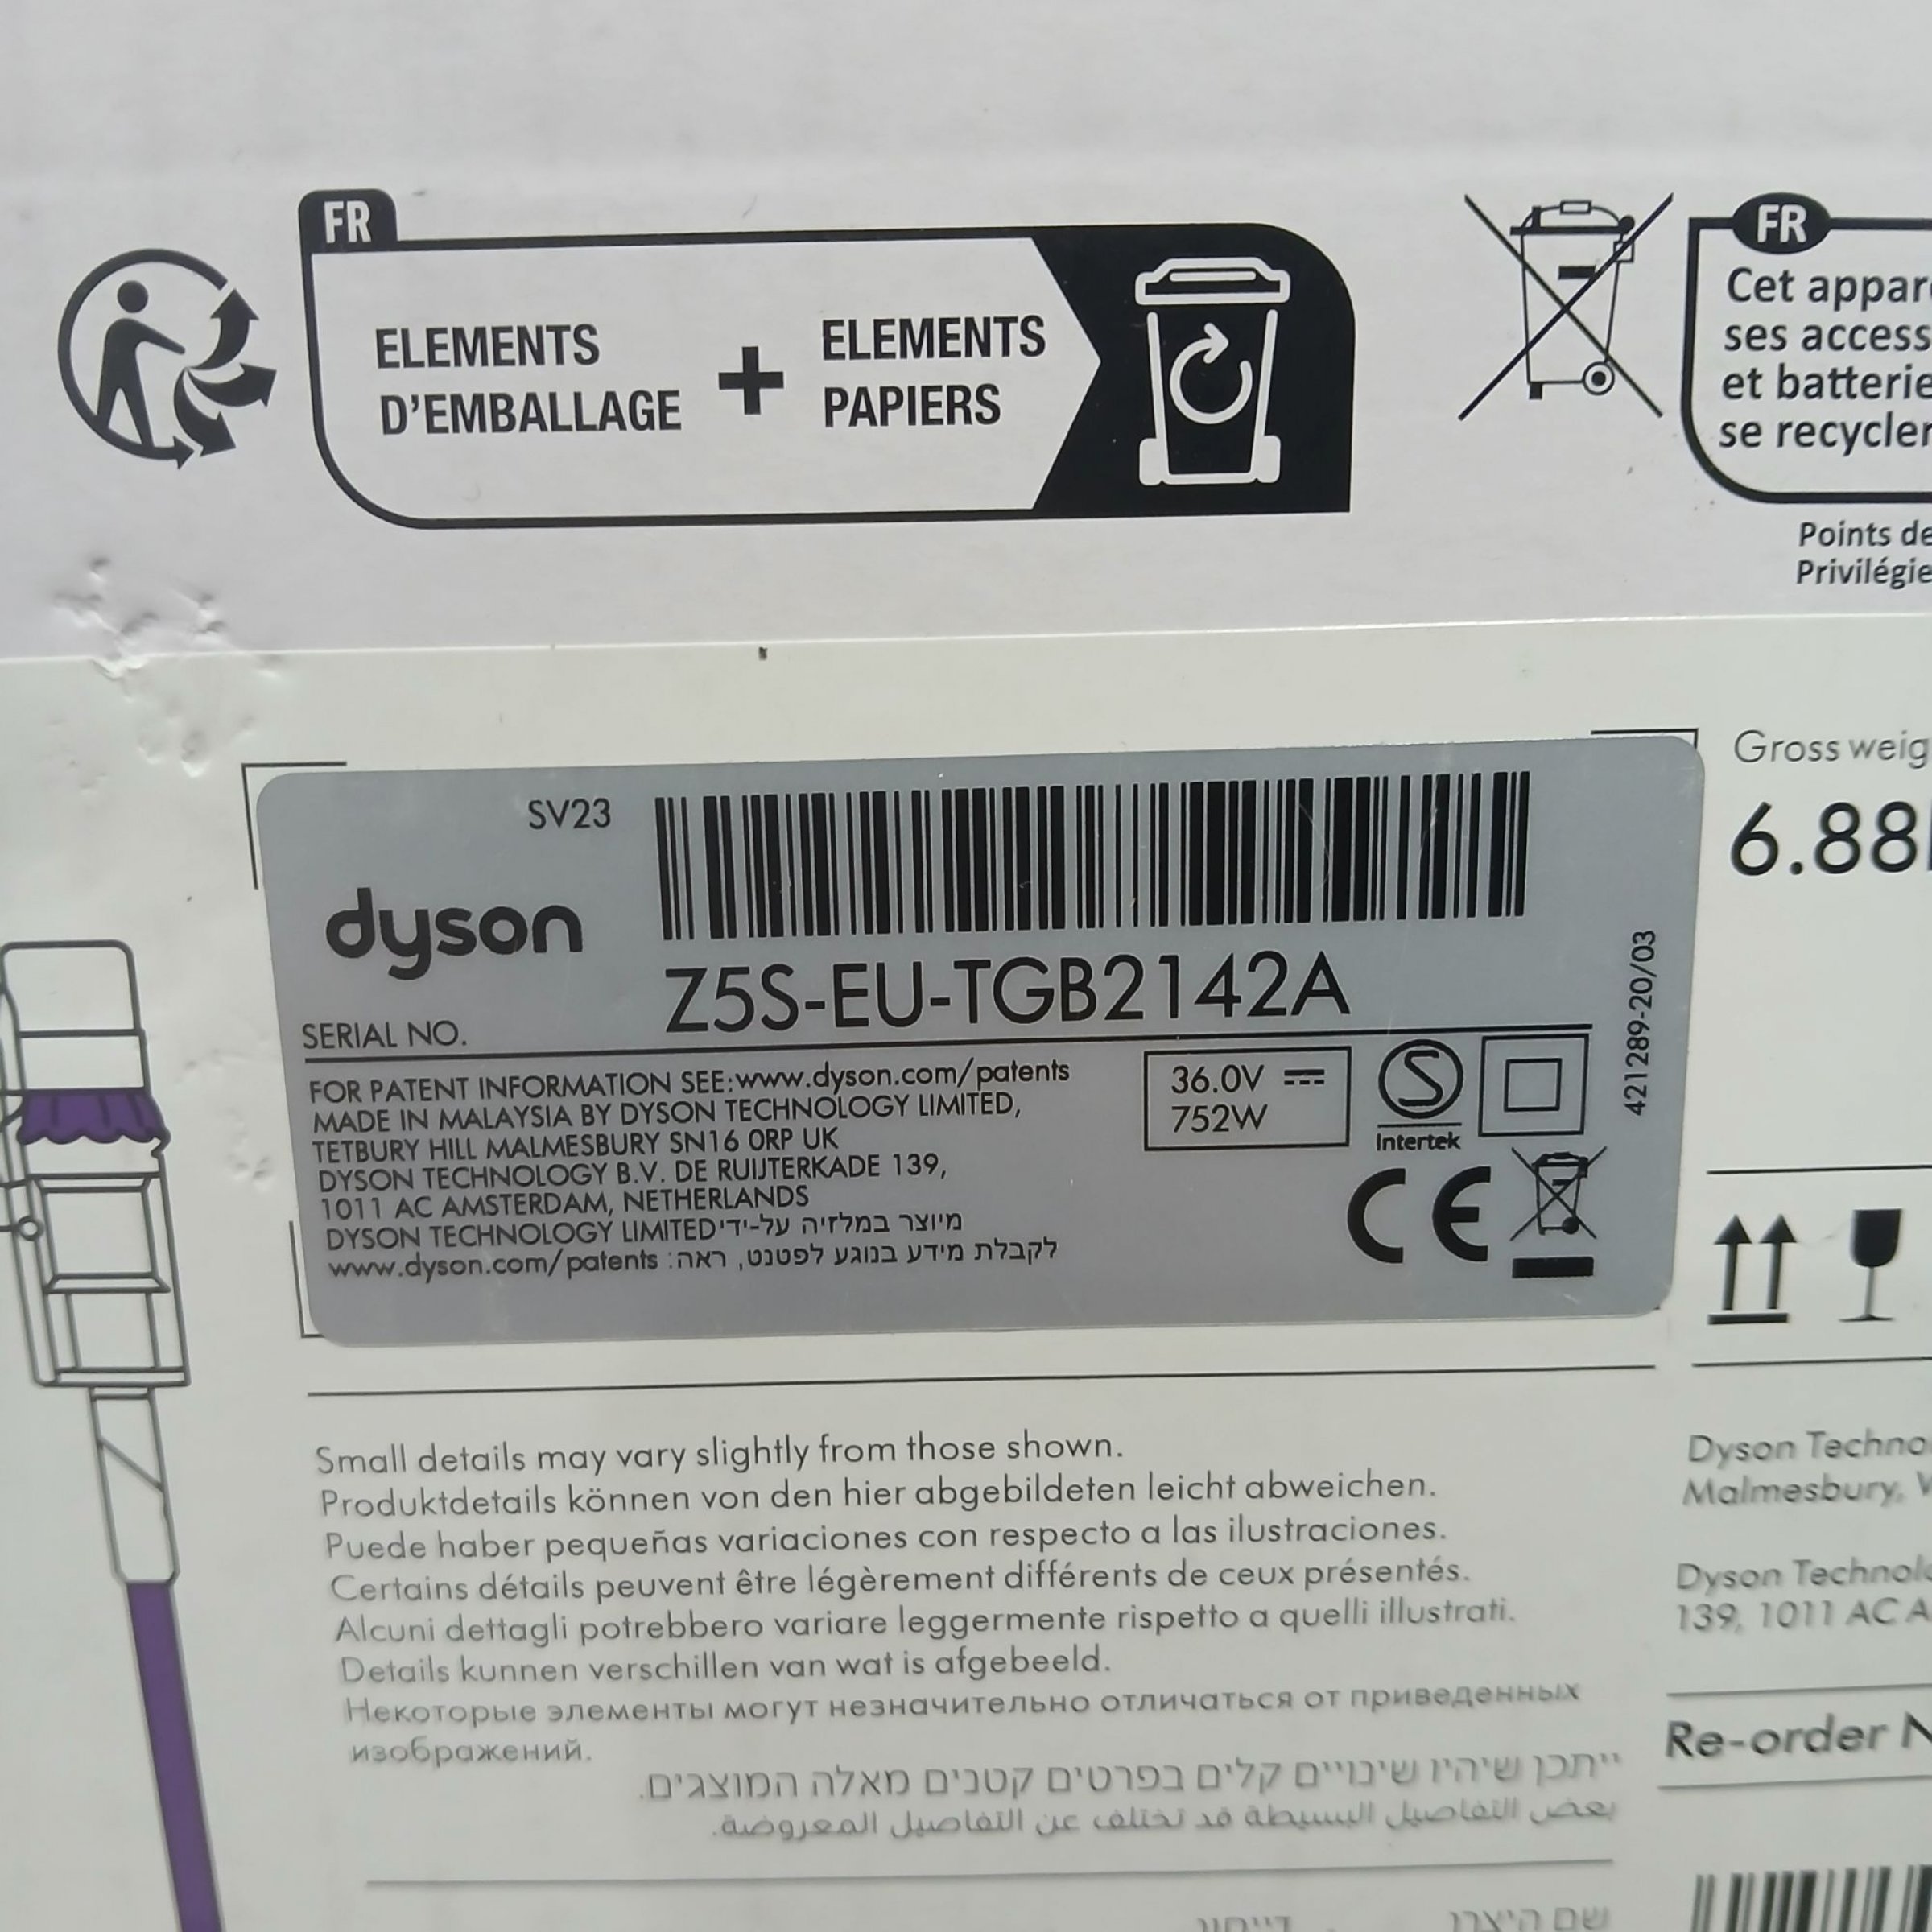 FR
ELEMENTS
D'EMBALLAGE
+
ELEMENTS
PAPIERS
FR
Cet appar
ses access
et batterie
se recycler
Points de
Privilégie
SV23
dyson
SERIAL NO.
Z5S-EU-TGB2142A
421289-20/03
FOR PATENT INFORMATION SEE:www.dyson.com/patents
MADE IN MALAYSIA BY DYSON TECHNOLOGY LIMITED,
TETBURY HILL MALMESBURY SN16 0RP UK
DYSON TECHNOLOGY B.V. DE RUIJTERKADE 139,
1011 AC AMSTERDAM, NETHERLANDS
DYSON TECHNOLOGY LIMITED מיוצר במלזיה על-ידי
www.dyson.com/patents לקבלת מידע בנוגע לפטנט, ראה:
36.0V
752W
S
Intertek
CE
Gross weig
6.88
Small details may vary slightly from those shown.
Produktdetails können von den hier abgebildeten leicht abweichen.
Puede haber pequeñas variaciones con respecto a las ilustraciones.
Certains détails peuvent être légèrement différents de ceux présentés.
Alcuni dettagli potrebbero variare leggermente rispetto a quelli illustrati.
Details kunnen verschillen van wat is afgebeeld.
Некоторые элементы могут незначительно отличаться от приведенных
изображений.
ייתכן שיהיו שינויים קלים בפרטים קטנים מאלה המוצגים.
بعض التفاصيل البسيطة قد تختلف عن التفاصيل المعروضة.
Dyson Techno
Malmesbury, W
Dyson Technolo
139, 1011 AC A
Re-order N
שם היצרן